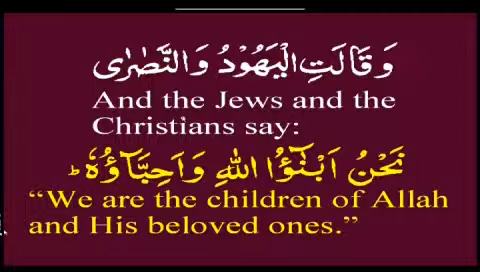 وَقَالَتِ الْيَهُوْدُ وَالنَّصٰرٰى
And the Jews and the
Christians say:
نَحْنُ اَبْنٰٓؤُا اللّٰهِ وَاَحِبَّآؤُهٗ ؕ
“We are the children of Allah
and His beloved ones.”